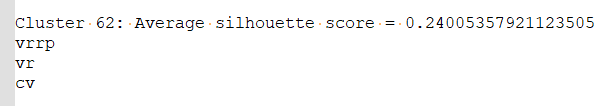 Cluster 62: Average silhouette score = 0.24005357921123505
vrrp
vr
cv